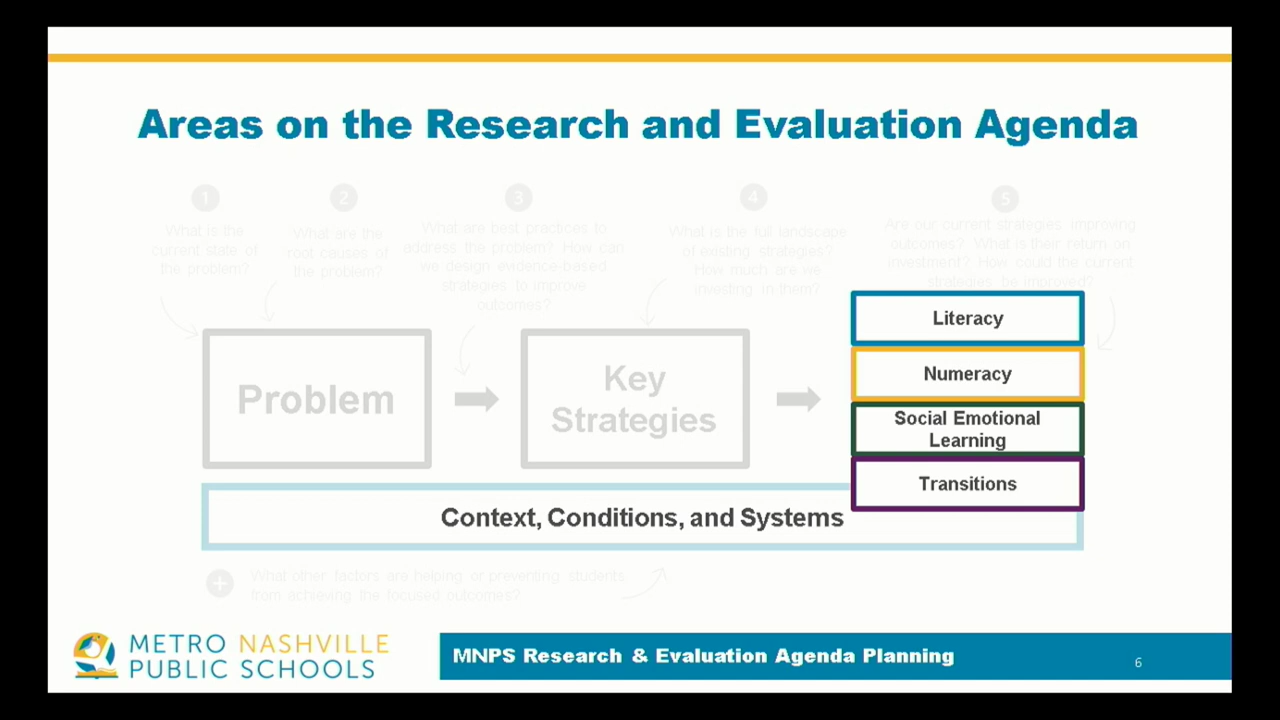 Areas on the Research and Evaluation Agenda
1
What is the
current state of
the problem?
2
What are the
root causes of
the problem?
3
What are best practices to
address the problem? How can
we design evidence-based
strategies to improve
outcomes?
4
What is the full landscape
of existing strategies?
How much are we
investing in them?
5
Are our current strategies improving
outcomes? What is their return on
investment? How could the current
strategies be improved?
Problem
Key
Strategies
Literacy
Numeracy
Social Emotional
Learning
Transitions
Context, Conditions, and Systems
+
What other factors are helping or preventing students
from achieving the focused outcomes?
METRO NASHVILLE
PUBLIC SCHOOLS
MNPS Research & Evaluation Agenda Planning
6